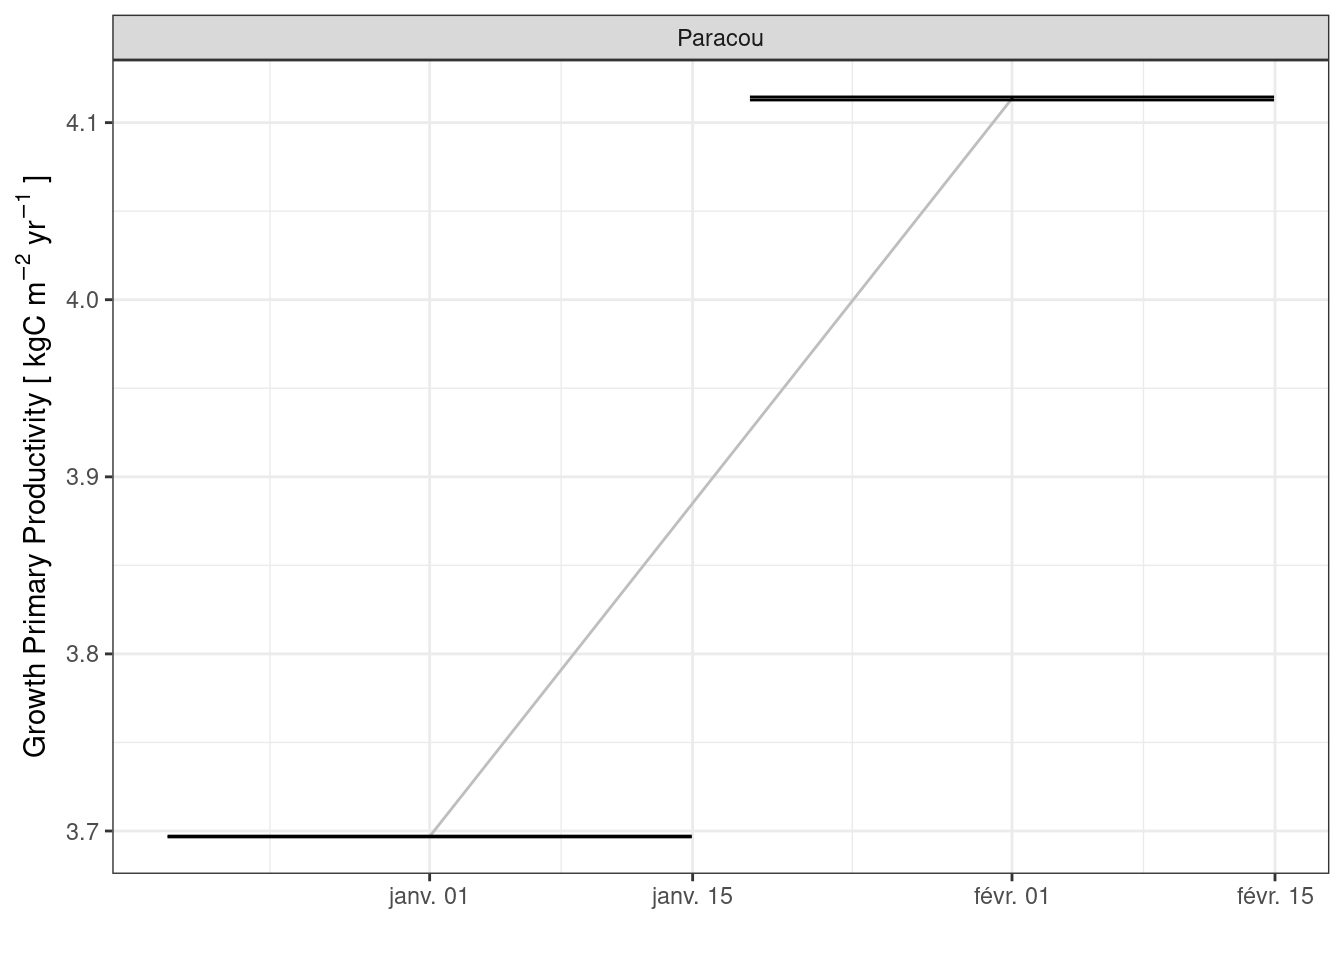 Paracou
Growth Primary Productivity [ kgC m⁻² yr⁻¹ ]
4.1
4.0
3.9
3.8
3.7
janv. 01
janv. 15
févr. 01
févr. 15